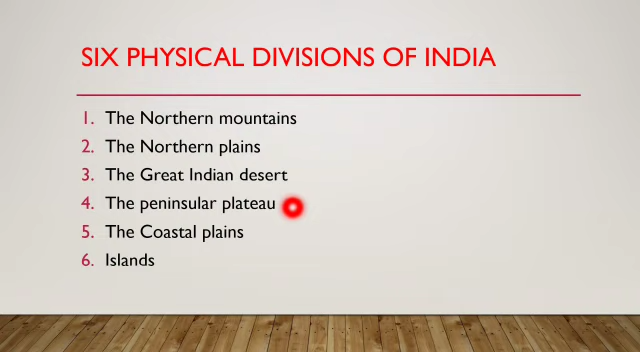 SIX PHYSICAL DIVISIONS OF INDIA
1. The Northern mountains
2. The Northern plains
3. The Great Indian desert
4. The peninsular plateau
5. The Coastal plains
6. Islands